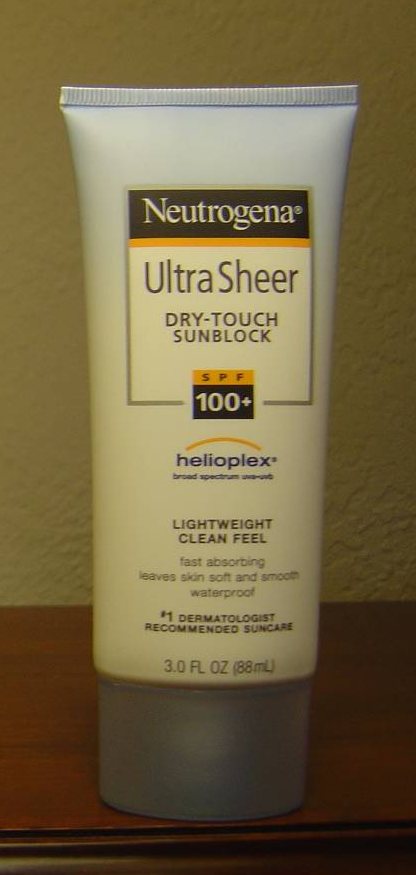 Neutrogena®
Ultra Sheer
DRY-TOUCH
SUNBLOCK
SPF
100+
helioplex®
broad spectrum uva-uvb
LIGHTWEIGHT
CLEAN FEEL
fast absorbing
leaves skin soft and smooth
waterproof
#1 DERMATOLOGIST
RECOMMENDED SUNCARE
3.0 FL OZ (88mL)